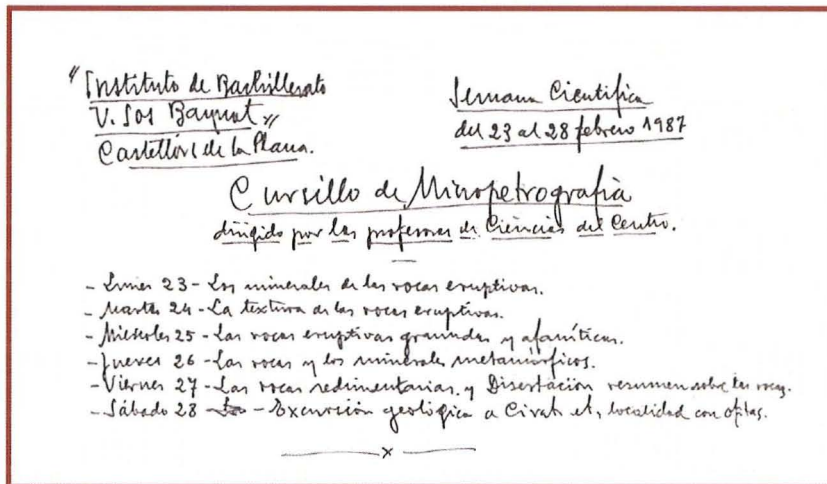 "Instituto de Bachillerato
V. Sos Baynat"
Castellón de la Plana.
Semana Científica
del 23 al 28 febrero 1987
Cursillo de Micropetrografía
dirigido por las profesoras de Ciencias del Centro.
- Lunes 23 - Los minerales de las rocas eruptivas.
- Martes 24 - La textura de las rocas eruptivas.
- Miércoles 25 - Las rocas eruptivas granudas y afaníticas.
- Jueves 26 - Las rocas y los minerales metamórficos.
- Viernes 27 - Las rocas sedimentarias. y Disertación resumen sobre las rocas.
- Sábado 28 - Excursión geológica a Cirat et, localidad con ofitas.